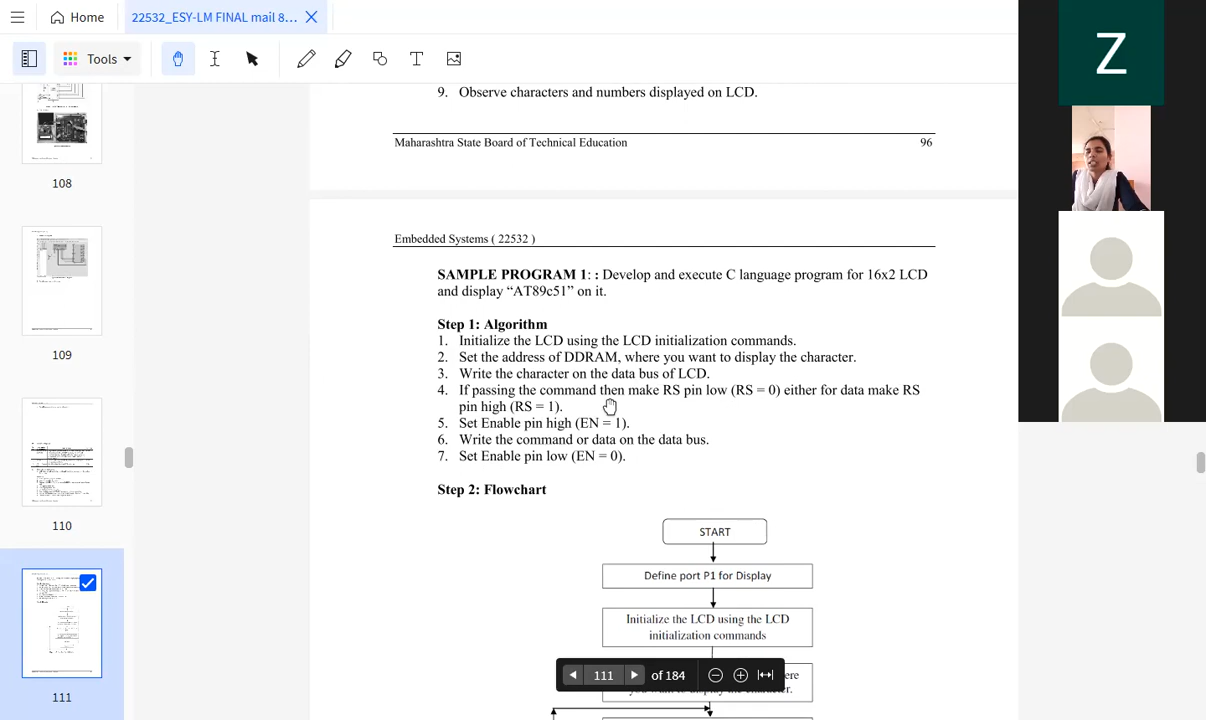 Home
22532_ESY-LM FINAL mail 8...
Tools
9. Observe characters and numbers displayed on LCD.
Maharashtra State Board of Technical Education 96
Embedded Systems ( 22532 )
SAMPLE PROGRAM 1: : Develop and execute C language program for 16x2 LCD
and display “AT89c51” on it.
Step 1: Algorithm
1. Initialize the LCD using the LCD initialization commands.
2. Set the address of DDRAM, where you want to display the character.
3. Write the character on the data bus of LCD.
4. If passing the command then make RS pin low (RS = 0) either for data make RS
pin high (RS = 1).
5. Set Enable pin high (EN = 1).
6. Write the command or data on the data bus.
7. Set Enable pin low (EN = 0).
Step 2: Flowchart
START
Define port P1 for Display
Initialize the LCD using the LCD
initialization commands
111 of 184
108
109
110
111
Z